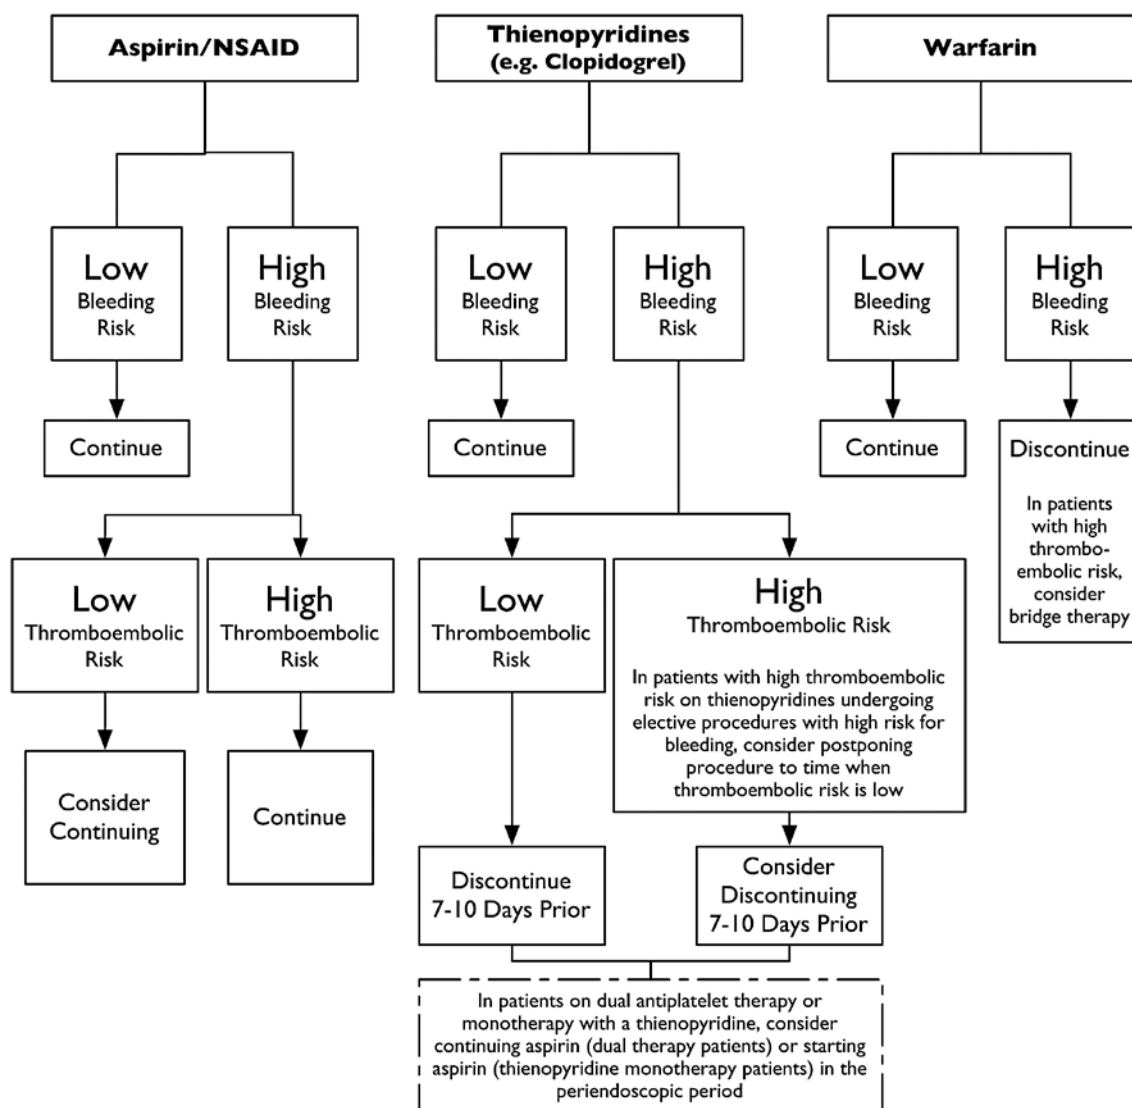 Aspirin/NSAID
Thienopyridines
(e.g. Clopidogrel)
Warfarin
Low
Bleeding
Risk
High
Bleeding
Risk
Low
Bleeding
Risk
High
Bleeding
Risk
Low
Bleeding
Risk
High
Bleeding
Risk
Continue
Continue
Continue
Discontinue
In patients
with high
thrombo-
embolic risk,
consider
bridge therapy
Low
Thromboembolic
Risk
High
Thromboembolic
Risk
Low
Thromboembolic
Risk
High
Thromboembolic Risk
In patients with high thromboembolic
risk on thienopyridines undergoing
elective procedures with high risk for
bleeding, consider postponing
procedure to time when
thromboembolic risk is low
Consider
Continuing
Continue
Discontinue
7-10 Days Prior
Consider
Discontinuing
7-10 Days Prior
In patients on dual antiplatelet therapy or
monotherapy with a thienopyridine, consider
continuing aspirin (dual therapy patients) or starting
aspirin (thienopyridine monotherapy patients) in the
periendoscopic period